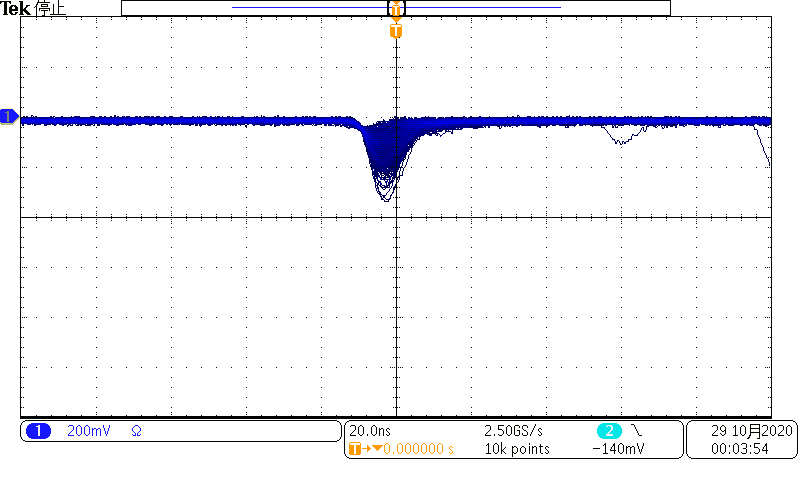 Tek 停止
T
T
1
1 200mV Ω
20.0ns 2.50GS/s 2 -140mV
T→▼0.000000 s 10k points
29 10月2020
00:03:54